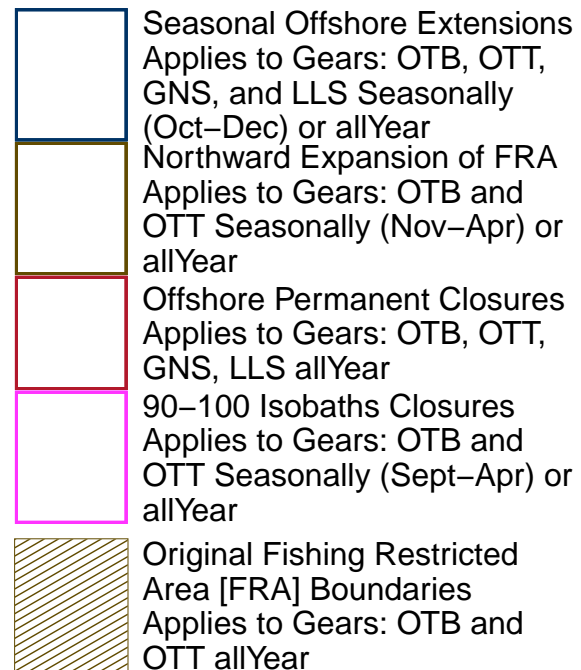 Seasonal Offshore Extensions
Applies to Gears: OTB, OTT,
GNS, and LLS Seasonally
(Oct−Dec) or allYear
Northward Expansion of FRA
Applies to Gears: OTB and
OTT Seasonally (Nov−Apr) or
allYear
Offshore Permanent Closures
Applies to Gears: OTB, OTT,
GNS, LLS allYear
90−100 Isobaths Closures
Applies to Gears: OTB and
OTT Seasonally (Sept−Apr) or
allYear
Original Fishing Restricted
Area [FRA] Boundaries
Applies to Gears: OTB and
OTT allYear